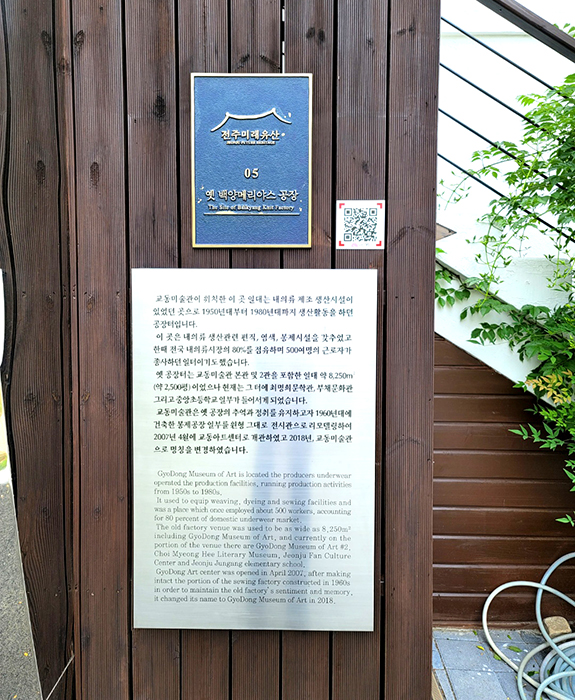 전주미래유산
JEONJU FUTURE HERITAGE
05
옛 백양메리야스 공장
The Site of Baikyang Knit Factory
교동미술관이 위치한 이 곳 일대는 내의류 제조 생산시설이
있었던 곳으로 1950년대부터 1980년대까지 생산활동을 하던
공장터입니다.
이 곳은 내의류 생산관련 편직, 염색, 봉제시설을 갖추었고
한때 전국 내의류시장의 80%를 점유하며 500여명의 근로자가
종사하던 일터이기도 했습니다.
옛 공장터는 교동미술관 본관 및 2관을 포함한 일대 약 8,250㎡
(약 2,500평)이었으나 현재는 그 터에 최명희문학관, 부채문화관
그리고 중앙초등학교 일부가 들어서게 되었습니다.
교동미술관은 옛 공장의 추억과 정취를 유지하고자 1960년대에
건축한 봉제공장 일부를 원형 그대로 전시관으로 리모델링하여
2007년 4월에 교동아트센터로 개관하였고 2018년, 교동미술관
으로 명칭을 변경하였습니다.
GyoDong Museum of Art is located the producers underwear
operated the production facilities, running production activities
from 1950s to 1980s.
It used to equip weaving, dyeing and sewing facilities and
was a place which once employed about 500 workers, accounting
for 80 percent of domestic underwear market.
The old factory venue was used to be as wide as 8,250㎡
including GyoDong Museum of Art, and currently on the
portion of the venue there are GyoDong Museum of Art #2,
Choi Myeong Hee Literary Museum, Jeonju Fan Culture
Center and Jeonju Jungang elementary school.
GyoDong Art center was opened in April 2007, after making
intact the portion of the sewing factory constructed in 1960s
in order to maintain the old factory's sentiment and memory,
it changed its name to GyoDong Museum of Art in 2018.